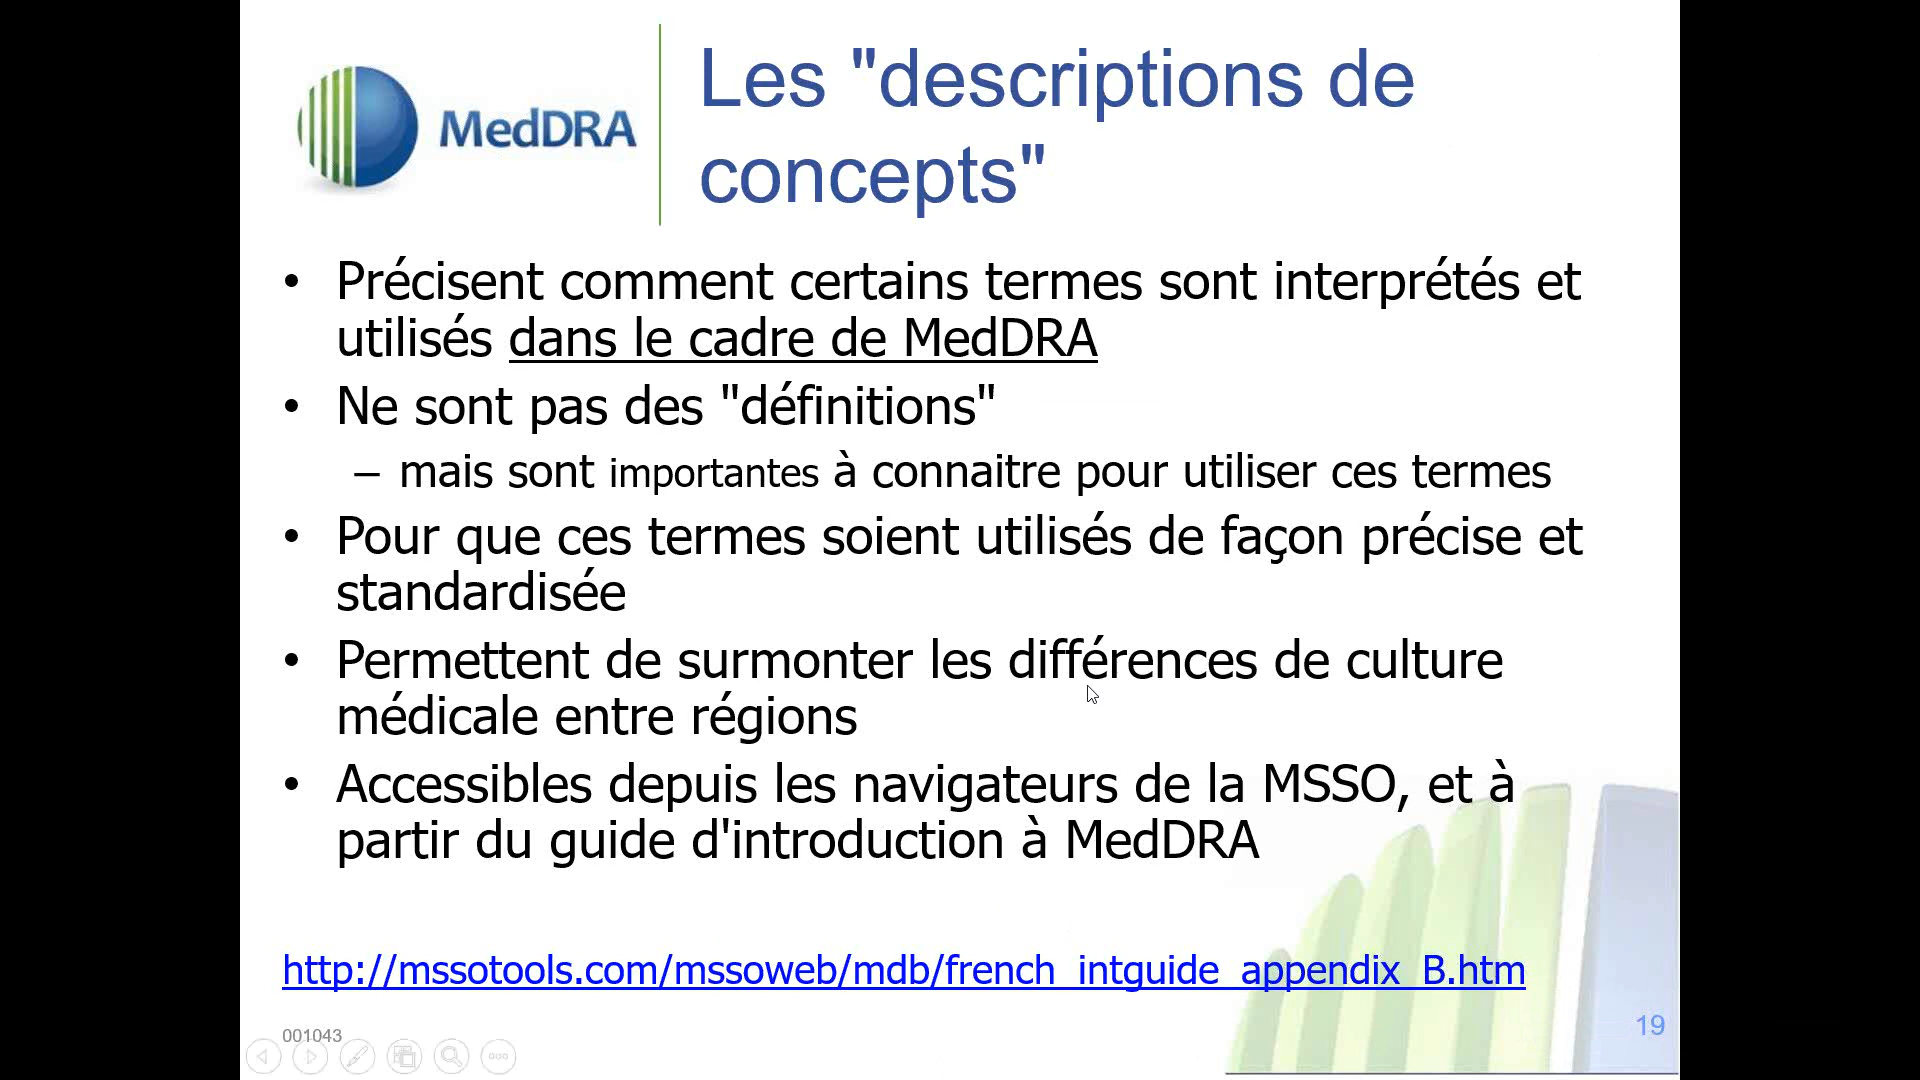 MedDRA
Les "descriptions de
concepts"
• Précisent comment certains termes sont interprétés et
utilisés dans le cadre de MedDRA
• Ne sont pas des "définitions"
– mais sont importantes à connaitre pour utiliser ces termes
• Pour que ces termes soient utilisés de façon précise et
standardisée
• Permettent de surmonter les différences de culture
médicale entre régions
• Accessibles depuis les navigateurs de la MSSO, et à
partir du guide d'introduction à MedDRA
http://mssotools.com/mssoweb/mdb/french_intguide_appendix_B.htm
001043
19